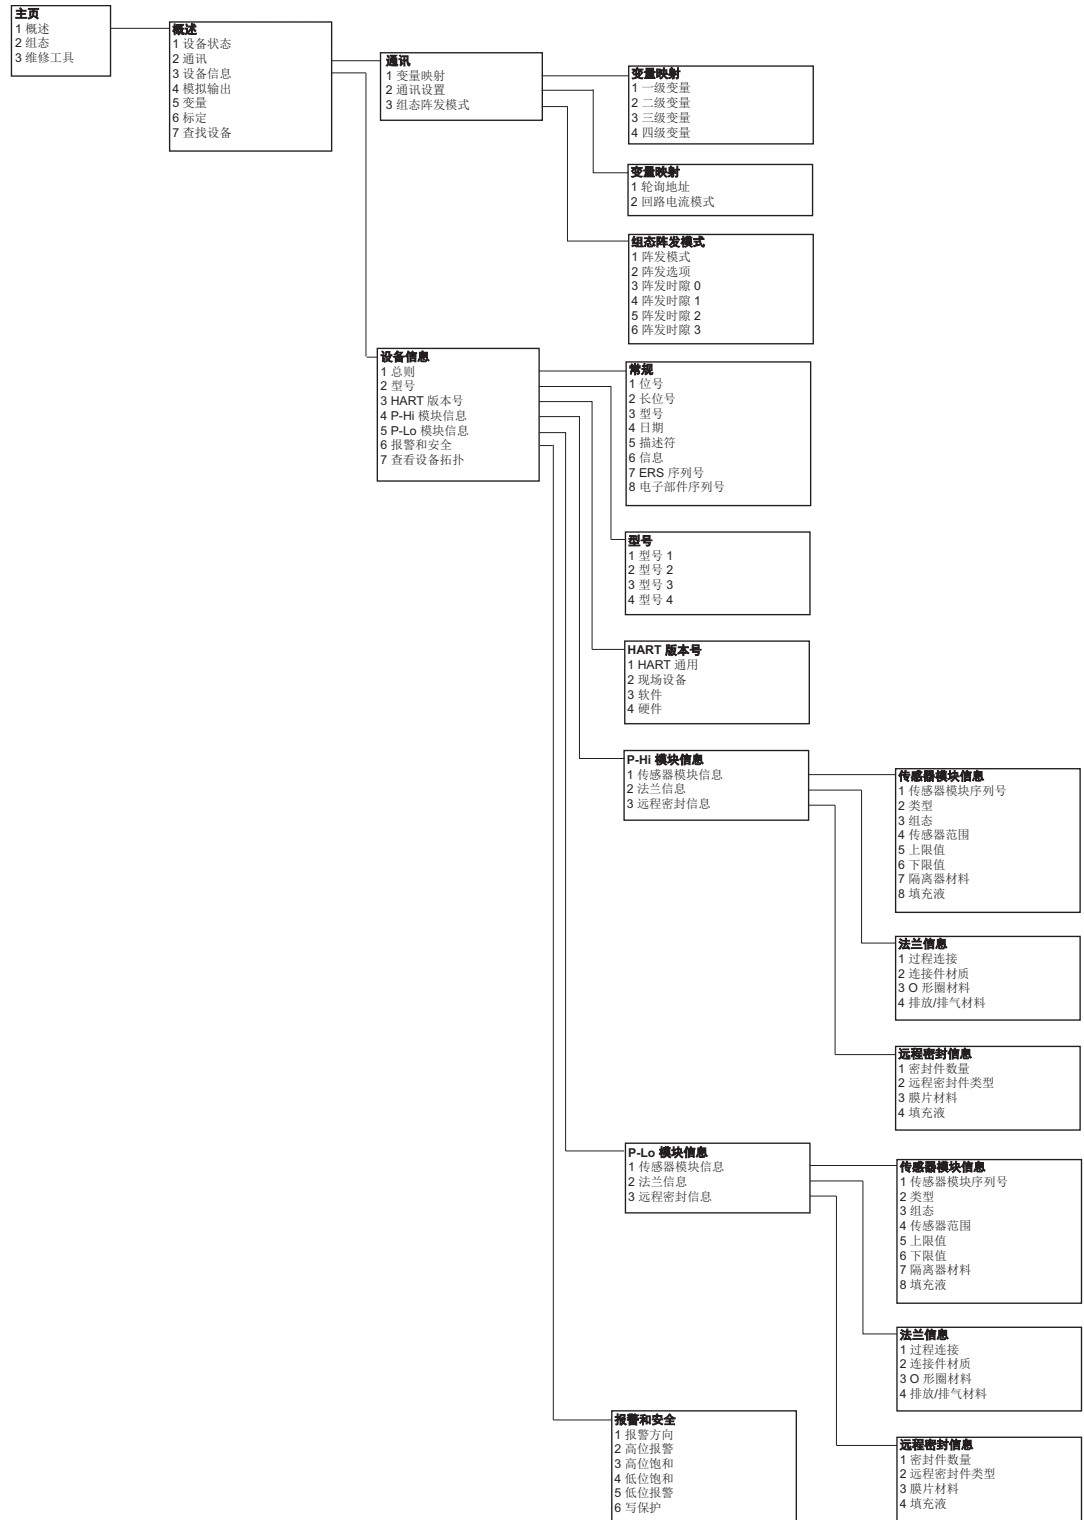 主页
1 概述
2 组态
3 维修工具
概述
1 设备状态
2 通讯
3 设备信息
4 模拟输出
5 变量
6 标定
7 查找设备
通讯
1 变量映射
2 通讯设置
3 组态阵发模式
变量映射
1 一级变量
2 二级变量
3 三级变量
4 四级变量
变量映射
1 轮询地址
2 回路电流模式
组态阵发模式
1 阵发模式
2 阵发选项
3 阵发时隙 0
4 阵发时隙 1
5 阵发时隙 2
6 阵发时隙 3
设备信息
1 总则
2 型号
3 HART 版本号
4 P-Hi 模块信息
5 P-Lo 模块信息
6 报警和安全
7 查看设备拓扑
常规
1 位号
2 长位号
3 型号
4 日期
5 描述符
6 信息
7 ERS 序列号
8 电子部件序列号
型号
1 型号 1
2 型号 2
3 型号 3
4 型号 4
HART 版本号
1 HART 通用
2 现场设备
3 软件
4 硬件
P-Hi 模块信息
1 传感器模块信息
2 法兰信息
3 远程密封信息
传感器模块信息
1 传感器模块序列号
2 类型
3 组态
4 传感器范围
5 上限值
6 下限值
7 隔离器材料
8 填充液
法兰信息
1 过程连接
2 连接件材质
3 O 形圈材料
4 排放/排气材料
远程密封信息
1 密封件数量
2 远程密封件类型
3 膜片材料
4 填充液
P-Lo 模块信息
1 传感器模块信息
2 法兰信息
3 远程密封信息
传感器模块信息
1 传感器模块序列号
2 类型
3 组态
4 传感器范围
5 上限值
6 下限值
7 隔离器材料
8 填充液
法兰信息
1 过程连接
2 连接件材质
3 O 形圈材料
4 排放/排气材料
报警和安全
1 报警方向
2 高位报警
3 高位饱和
4 低位饱和
5 低位报警
6 写保护
远程密封信息
1 密封件数量
2 远程密封件类型
3 膜片材料
4 填充液